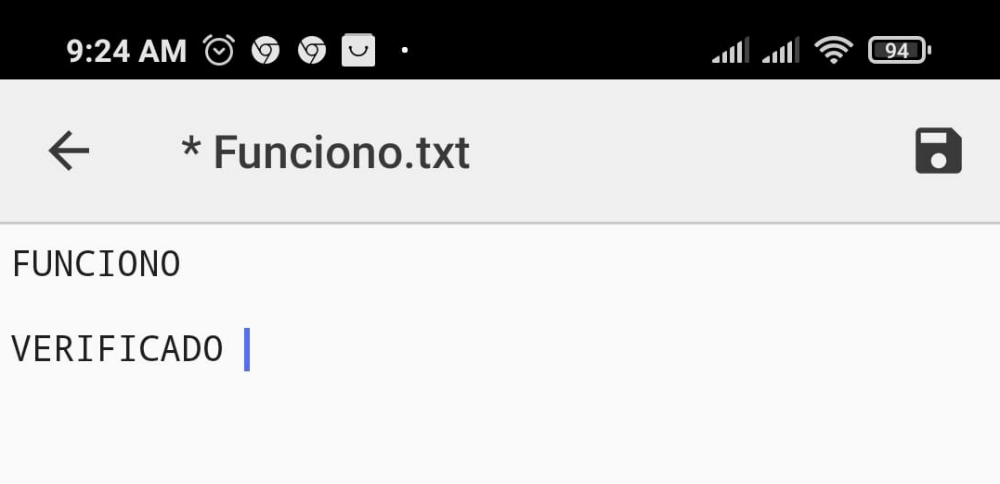 9:24 AM 94
* Funciono.txt
FUNCIONO
VERIFICADO